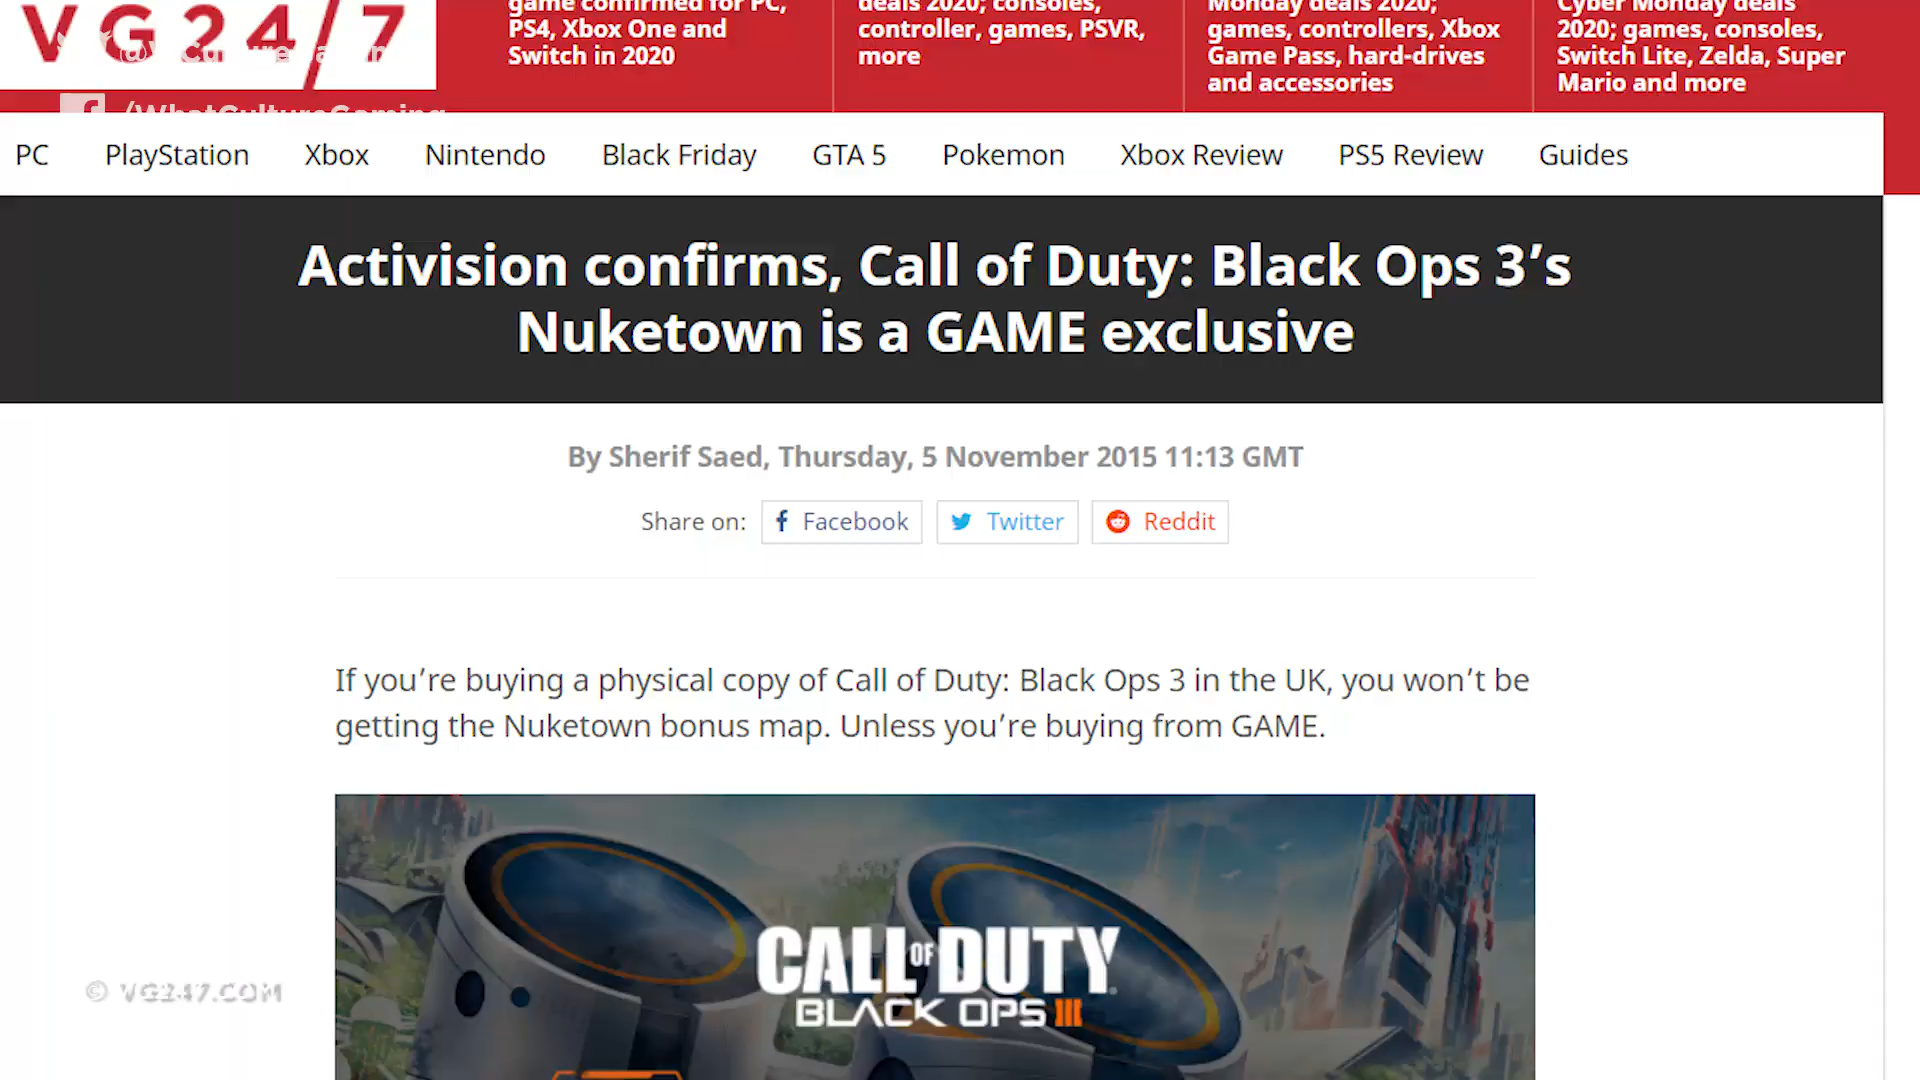 VG24/7
game confirmed for PC,
PS4, Xbox One and
Switch in 2020
deals 2020; consoles,
controller, games, PSVR,
more
Monday deals 2020;
games, controllers, Xbox
Game Pass, hard-drives
and accessories
Cyber Monday deals
2020; games, consoles,
Switch Lite, Zelda, Super
Mario and more
/WhatCultureGaming
PC PlayStation Xbox Nintendo Black Friday GTA 5 Pokemon Xbox Review PS5 Review Guides
Activision confirms, Call of Duty: Black Ops 3’s
Nuketown is a GAME exclusive
By Sherif Saed, Thursday, 5 November 2015 11:13 GMT
Share on: Facebook Twitter Reddit
If you’re buying a physical copy of Call of Duty: Black Ops 3 in the UK, you won’t be
getting the Nuketown bonus map. Unless you’re buying from GAME.
CALL OF DUTY
BLACK OPS III
© VG247.COM